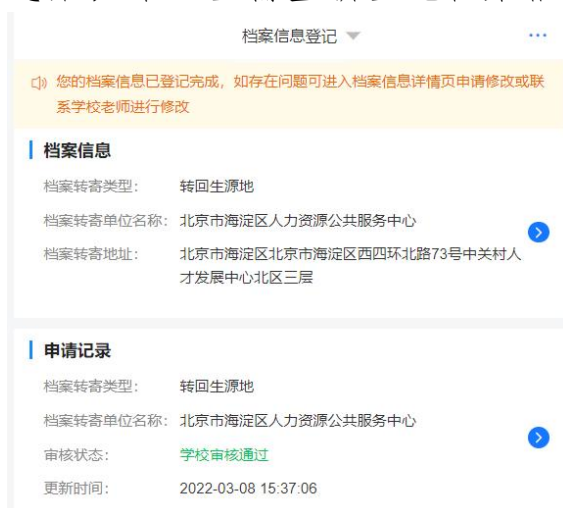 档案信息登记
您的档案信息已登记完成，如存在问题可进入档案信息详情页申请修改或联
系学校老师进行修改
档案信息
档案转寄类型： 转回生源地
档案转寄单位名称： 北京市海淀区人力资源公共服务中心
档案转寄地址： 北京市海淀区北京市海淀区西四环北路73号中关村人
才发展中心北区三层
申请记录
档案转寄类型： 转回生源地
档案转寄单位名称： 北京市海淀区人力资源公共服务中心
审核状态： 学校审核通过
更新时间： 2022-03-08 15:37:06